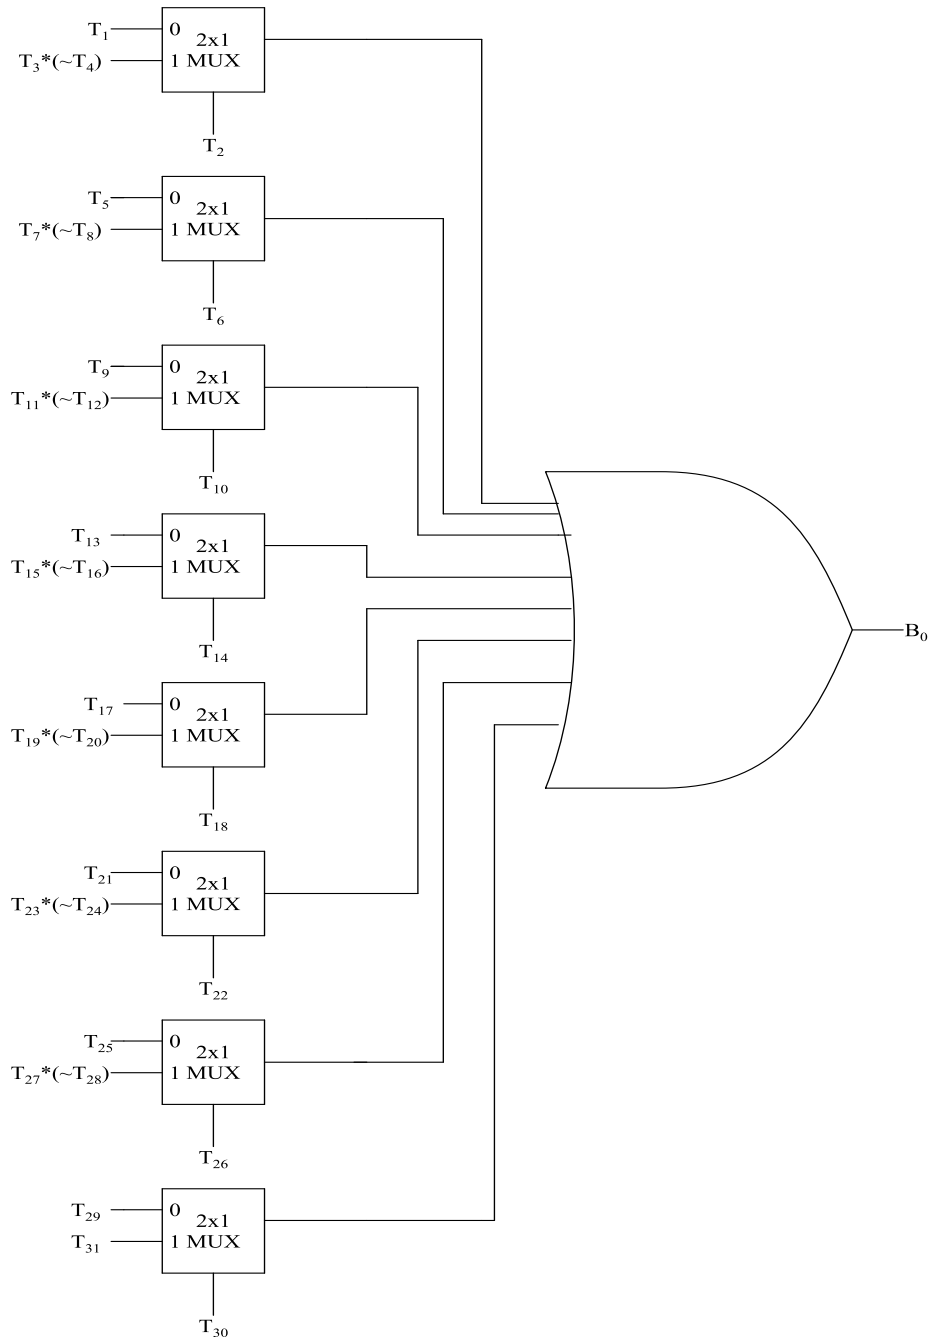 T₁ 0 2x1
T₃*(~T₄) 1 MUX
T₂
T₅ 0 2x1
T₇*(~T₈) 1 MUX
T₆
T₉ 0 2x1
T₁₁*(~T₁₂) 1 MUX
T₁₀
T₁₃ 0 2x1
T₁₅*(~T₁₆) 1 MUX
T₁₄
B₀
T₁₇ 0 2x1
T₁₉*(~T₂₀) 1 MUX
T₁₈
T₂₁ 0 2x1
T₂₃*(~T₂₄) 1 MUX
T₂₂
T₂₅ 0 2x1
T₂₇*(~T₂₈) 1 MUX
T₂₆
T₂₉ 0 2x1
T₃₁ 1 MUX
T₃₀